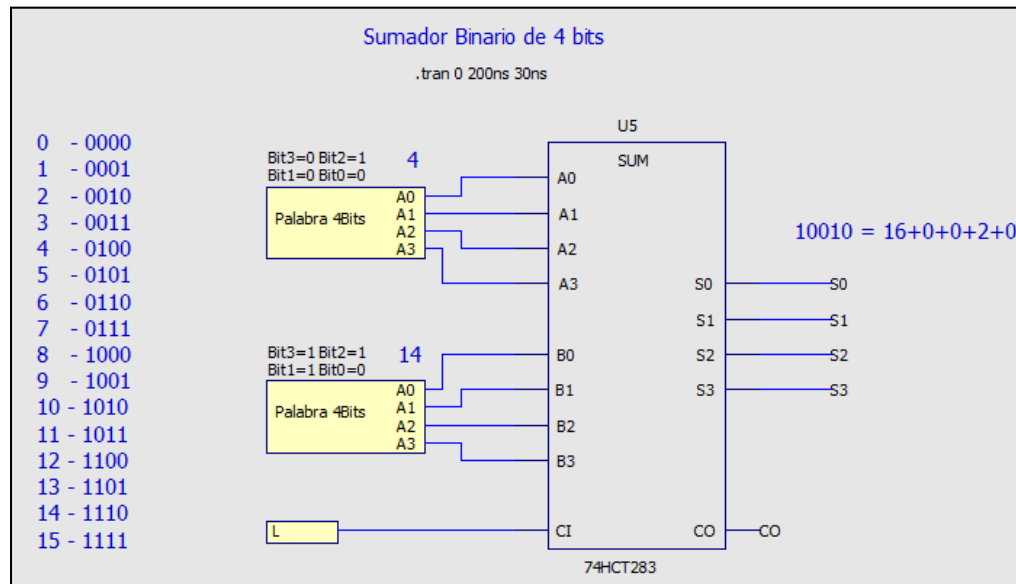 Sumador Binario de 4 bits
.tran 0 200ns 30ns
0 - 0000
1 - 0001
2 - 0010
3 - 0011
4 - 0100
5 - 0101
6 - 0110
7 - 0111
8 - 1000
9 - 1001
10 - 1010
11 - 1011
12 - 1100
13 - 1101
14 - 1110
15 - 1111
Bit3=0 Bit2=1
Bit1=0 Bit0=0
4
Palabra 4Bits
A0
A1
A2
A3
Bit3=1 Bit2=1
Bit1=1 Bit0=0
14
Palabra 4Bits
A0
A1
A2
A3
L
U5
SUM
A0
A1
A2
A3
B0
B1
B2
B3
CI
S0
S1
S2
S3
CO
74HCT283
10010 = 16+0+0+2+0
S0
S1
S2
S3
CO